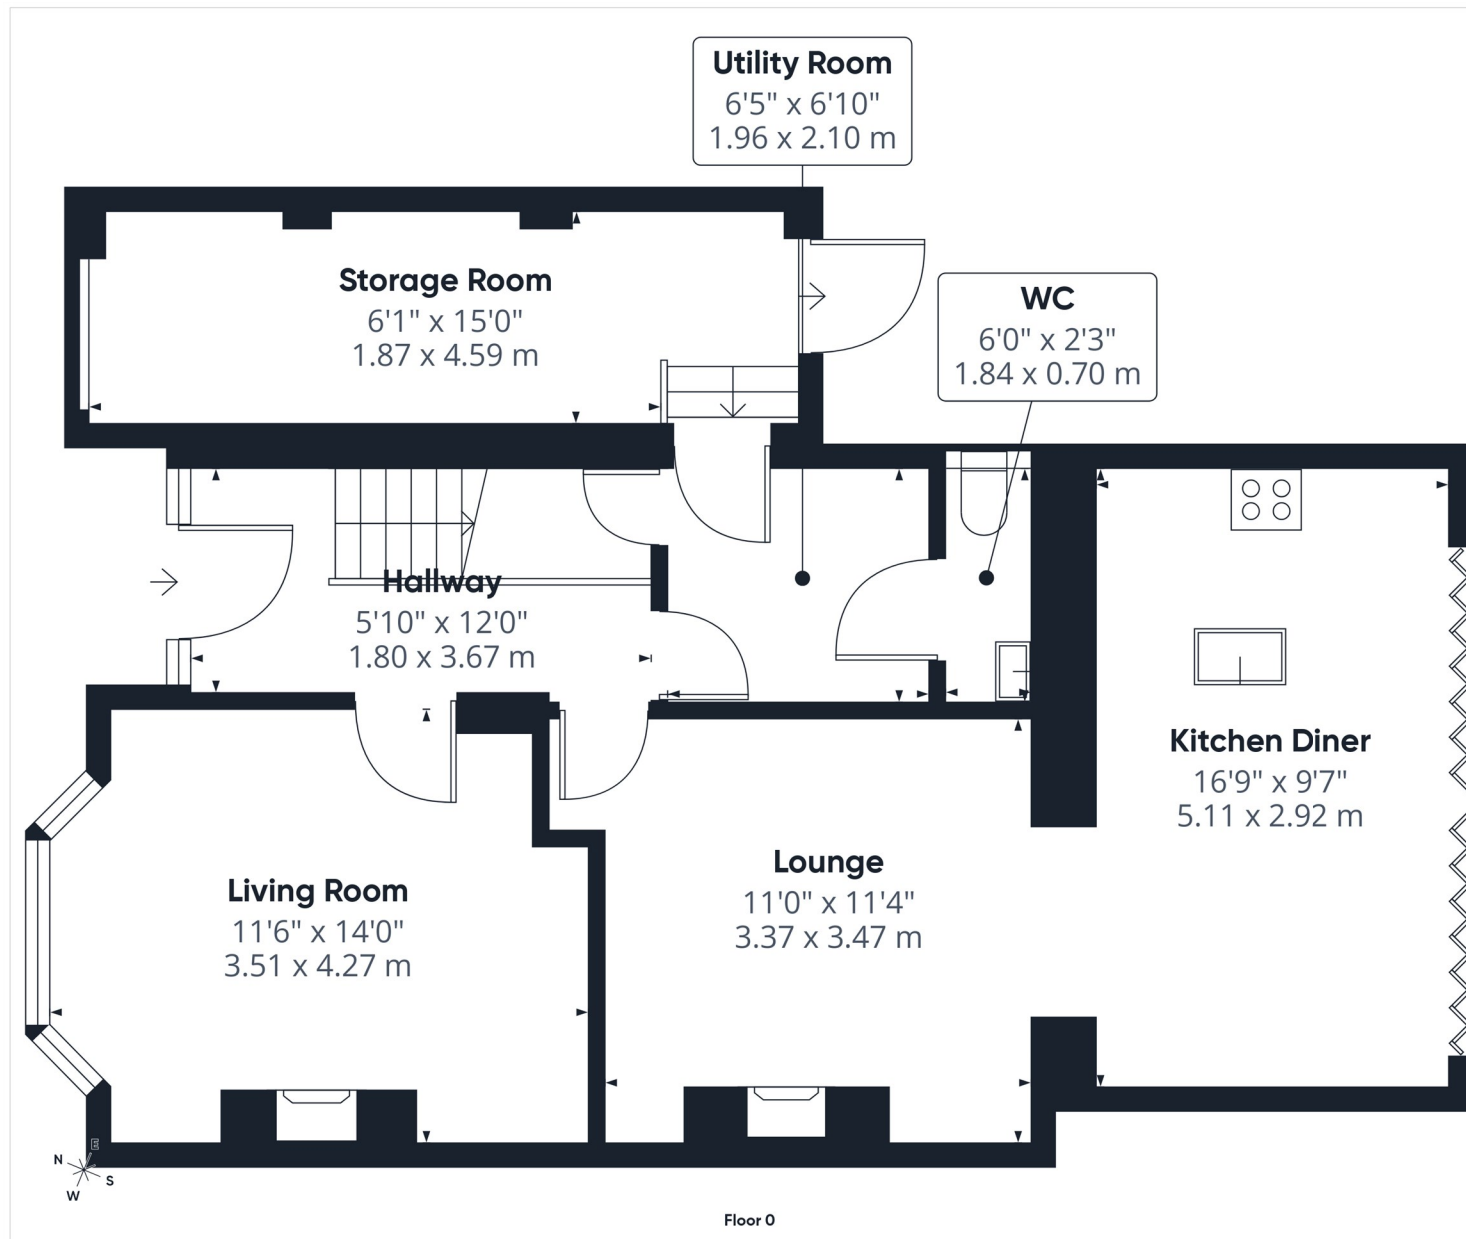 Utility Room
6'5" x 6'10"
1.96 x 2.10 m
Storage Room
6'1" x 15'0"
1.87 x 4.59 m
WC
6'0" x 2'3"
1.84 x 0.70 m
Hallway
5'10" x 12'0"
1.80 x 3.67 m
Kitchen Diner
16'9" x 9'7"
5.11 x 2.92 m
Lounge
11'0" x 11'4"
3.37 x 3.47 m
Living Room
11'6" x 14'0"
3.51 x 4.27 m
E
N
S
W
Floor 0